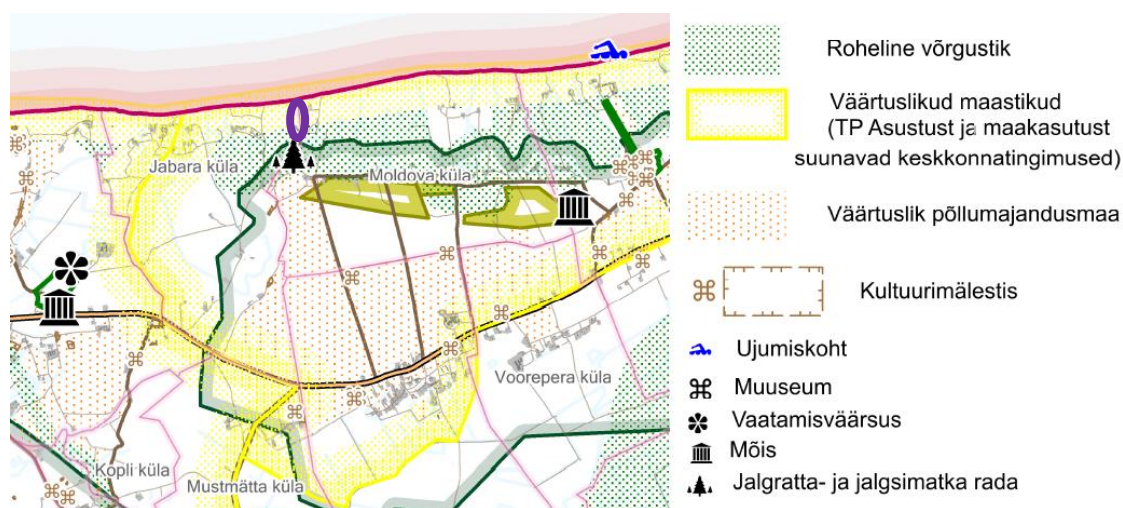 Jabara küla
Moldova küla
Voorepera küla
Kopli küla
Mustmätta küla
Roheline võrgustik
Väärtuslikud maastikud
(TP Asustust ja maakasutust
suunavad keskkonnatingimused)
Väärtuslik põllumajandusmaa
Kultuurimälestis
Ujumiskoht
Muuseum
Vaatamisväärsus
Mõis
Jalgratta- ja jalgsimatka rada